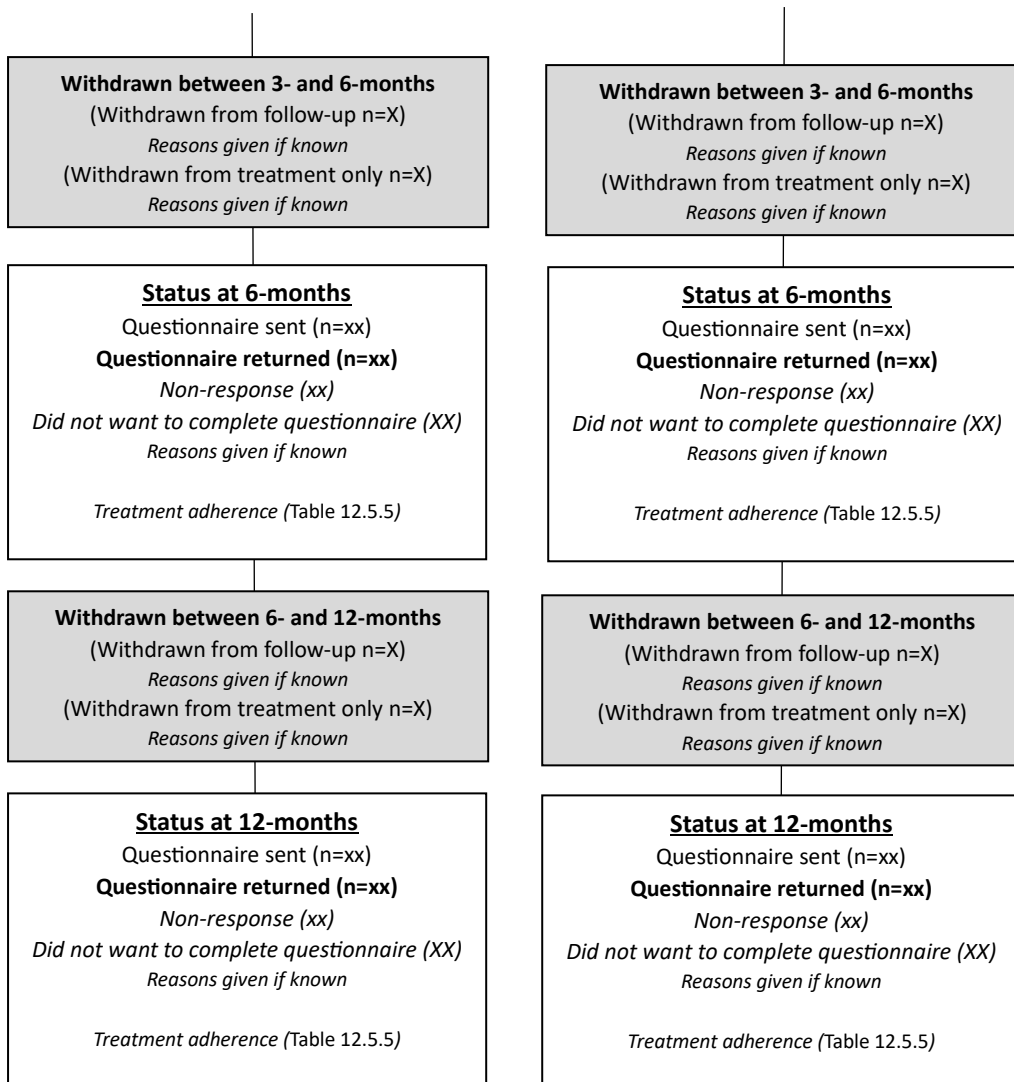 Withdrawn between 3- and 6-months
(Withdrawn from follow-up n=X)
Reasons given if known
(Withdrawn from treatment only n=X)
Reasons given if known
Status at 6-months
Questionnaire sent (n=xx)
Questionnaire returned (n=xx)
Non-response (xx)
Did not want to complete questionnaire (XX)
Reasons given if known
Treatment adherence (Table 12.5.5)
Withdrawn between 6- and 12-months
(Withdrawn from follow-up n=X)
Reasons given if known
(Withdrawn from treatment only n=X)
Reasons given if known
Status at 12-months
Questionnaire sent (n=xx)
Questionnaire returned (n=xx)
Non-response (xx)
Did not want to complete questionnaire (XX)
Reasons given if known
Treatment adherence (Table 12.5.5)
Withdrawn between 3- and 6-months
(Withdrawn from follow-up n=X)
Reasons given if known
(Withdrawn from treatment only n=X)
Reasons given if known
Status at 6-months
Questionnaire sent (n=xx)
Questionnaire returned (n=xx)
Non-response (xx)
Did not want to complete questionnaire (XX)
Reasons given if known
Treatment adherence (Table 12.5.5)
Withdrawn between 6- and 12-months
(Withdrawn from follow-up n=X)
Reasons given if known
(Withdrawn from treatment only n=X)
Reasons given if known
Status at 12-months
Questionnaire sent (n=xx)
Questionnaire returned (n=xx)
Non-response (xx)
Did not want to complete questionnaire (XX)
Reasons given if known
Treatment adherence (Table 12.5.5)